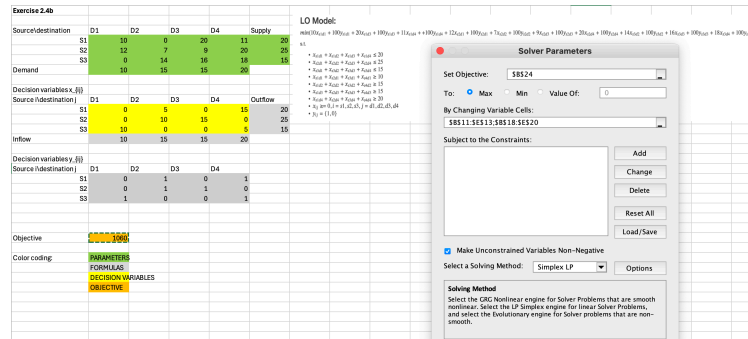 Exercise 2.4b
Source\destination D1 D2 D3 D4 Supply
S1 10 0 20 11 20
S2 12 7 9 20 25
S3 0 14 16 18 15
Demand 10 15 15 20
Decision variables x_{ij}
Source i\destination j D1 D2 D3 D4 Outflow
S1 0 5 0 15 20
S2 0 10 15 0 25
S3 10 0 0 5 15
Inflow 10 15 15 20
Decision variables y_{ij}
Source i\destination j D1 D2 D3 D4
S1 0 1 0 1
S2 0 1 1 0
S3 1 0 0 1
Objective 1060
Color coding: PARAMETERS
FORMULAS
DECISION VARIABLES
OBJECTIVE
LO Model:
s.t.
Solver Parameters
Set Objective: $B$24
To: Max Min Value Of: 0
By Changing Variable Cells:
$B$11:$E$13;$B$18:$E$20
Subject to the Constraints:
Add
Change
Delete
Reset All
Load/Save
Make Unconstrained Variables Non-Negative
Select a Solving Method: Simplex LP Options
Solving Method
Select the GRG Nonlinear engine for Solver Problems that are smooth
nonlinear. Select the LP Simplex engine for linear Solver Problems,
and select the Evolutionary engine for Solver problems that are non-
smooth.